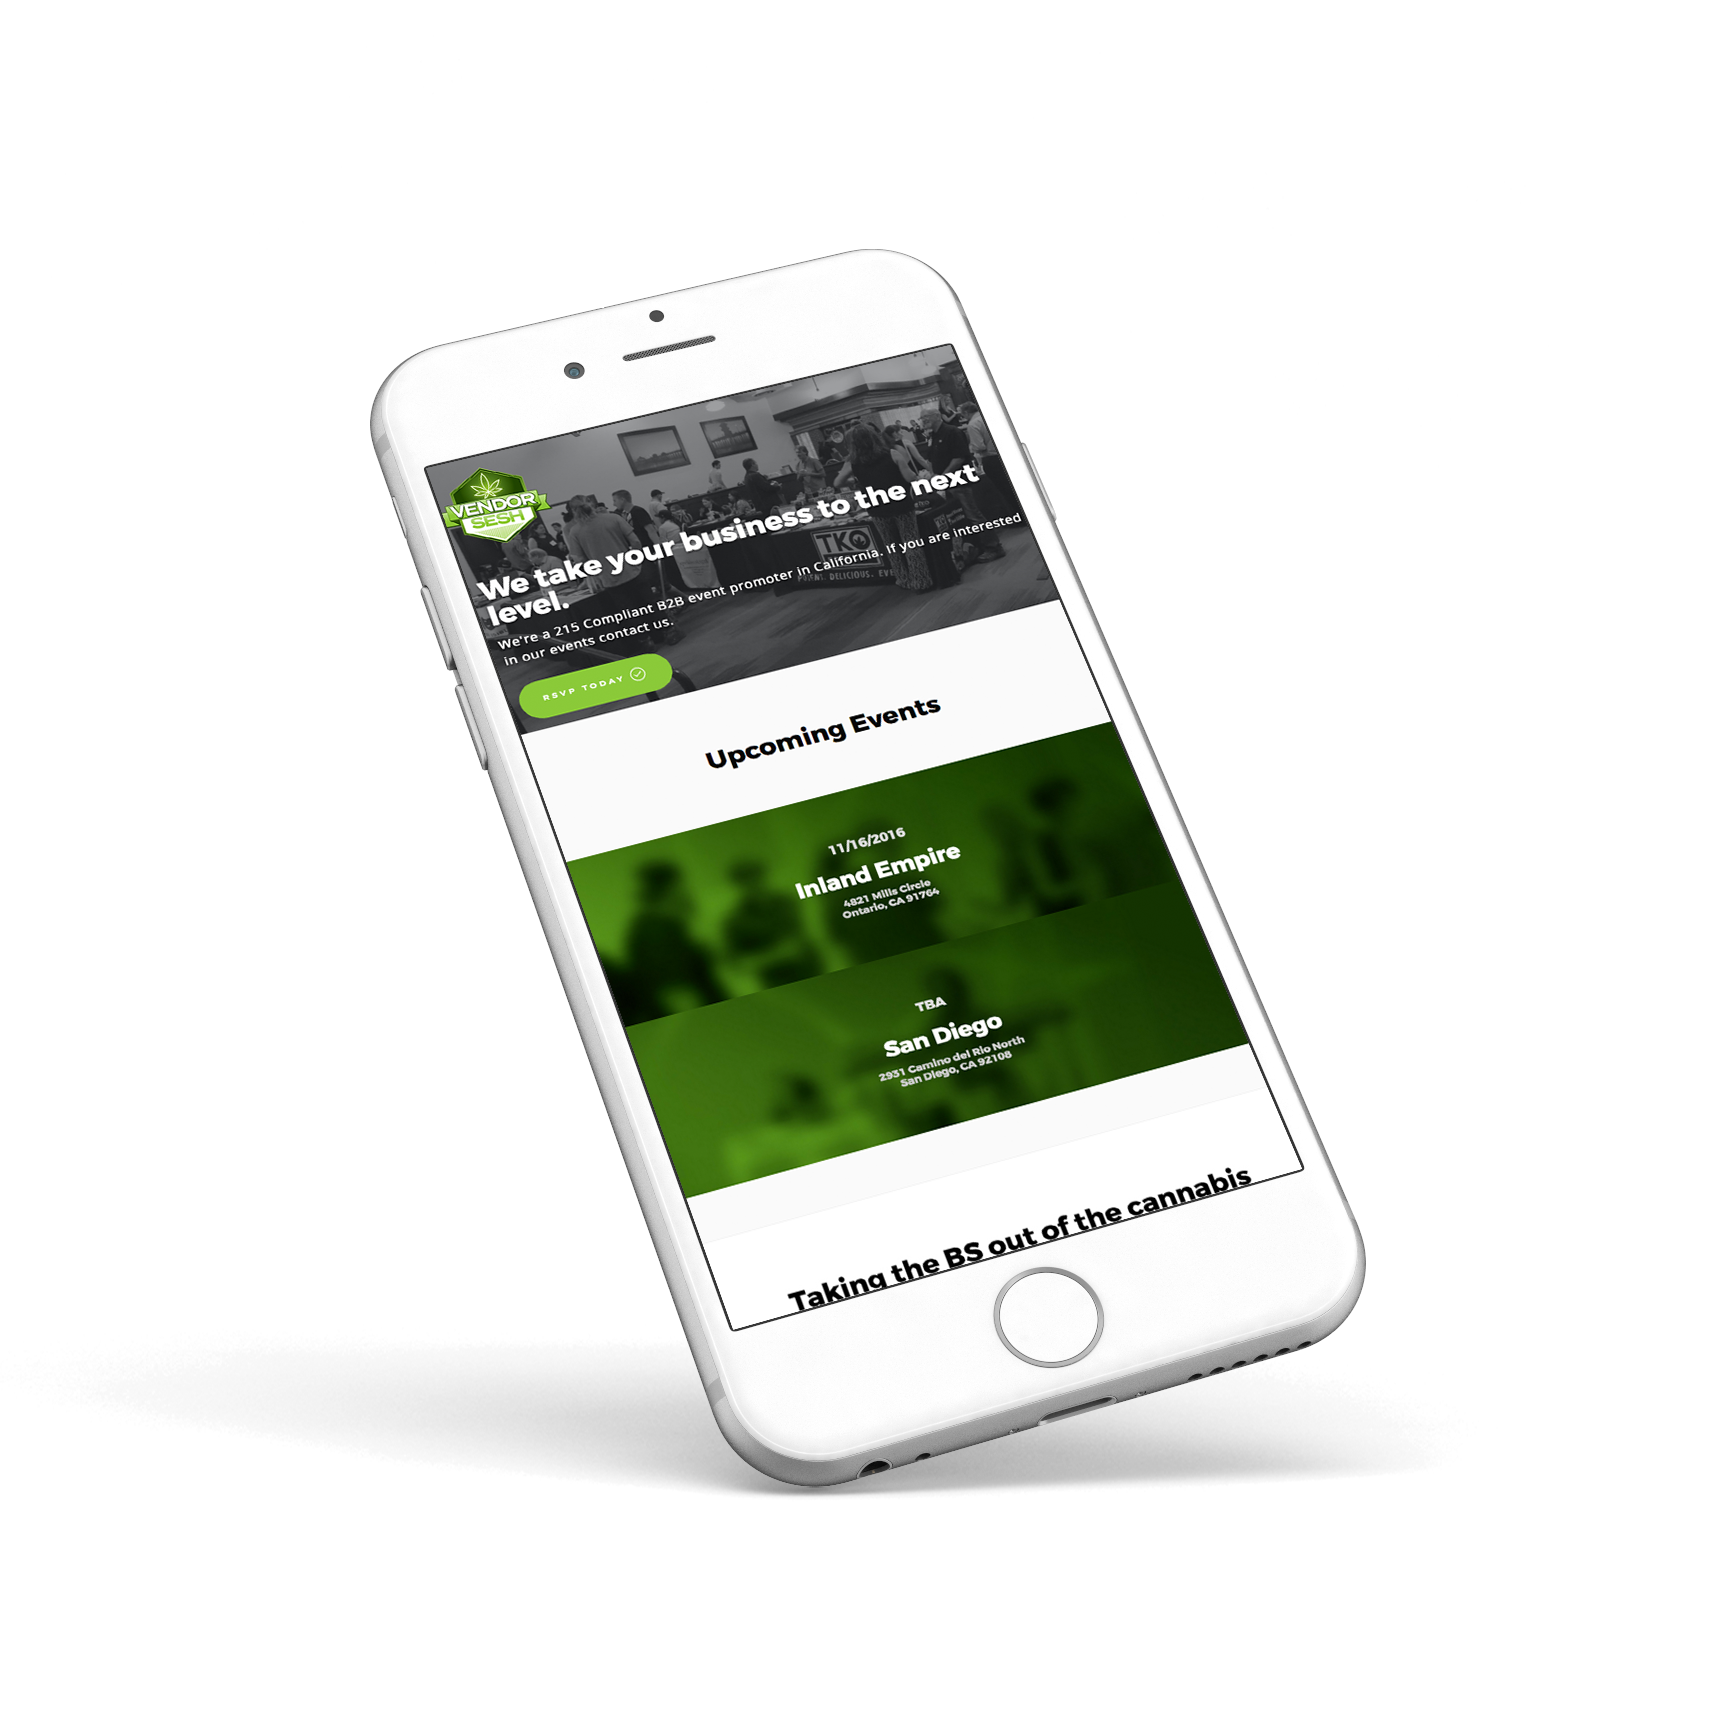 VENDOR
SESH
We take your business to the next
level.
TKO
DELICIOUS.
We're a 215 Compliant B2B event promoter in California. If you are interested
in our events contact us.
RSVP TODAY
Upcoming Events
11/16/2016
Inland Empire
4821 Mills Circle
Ontario, CA 91764
TBA
San Diego
2931 Camino del Rio North
San Diego, CA 92108
Taking the BS out of the cannabis